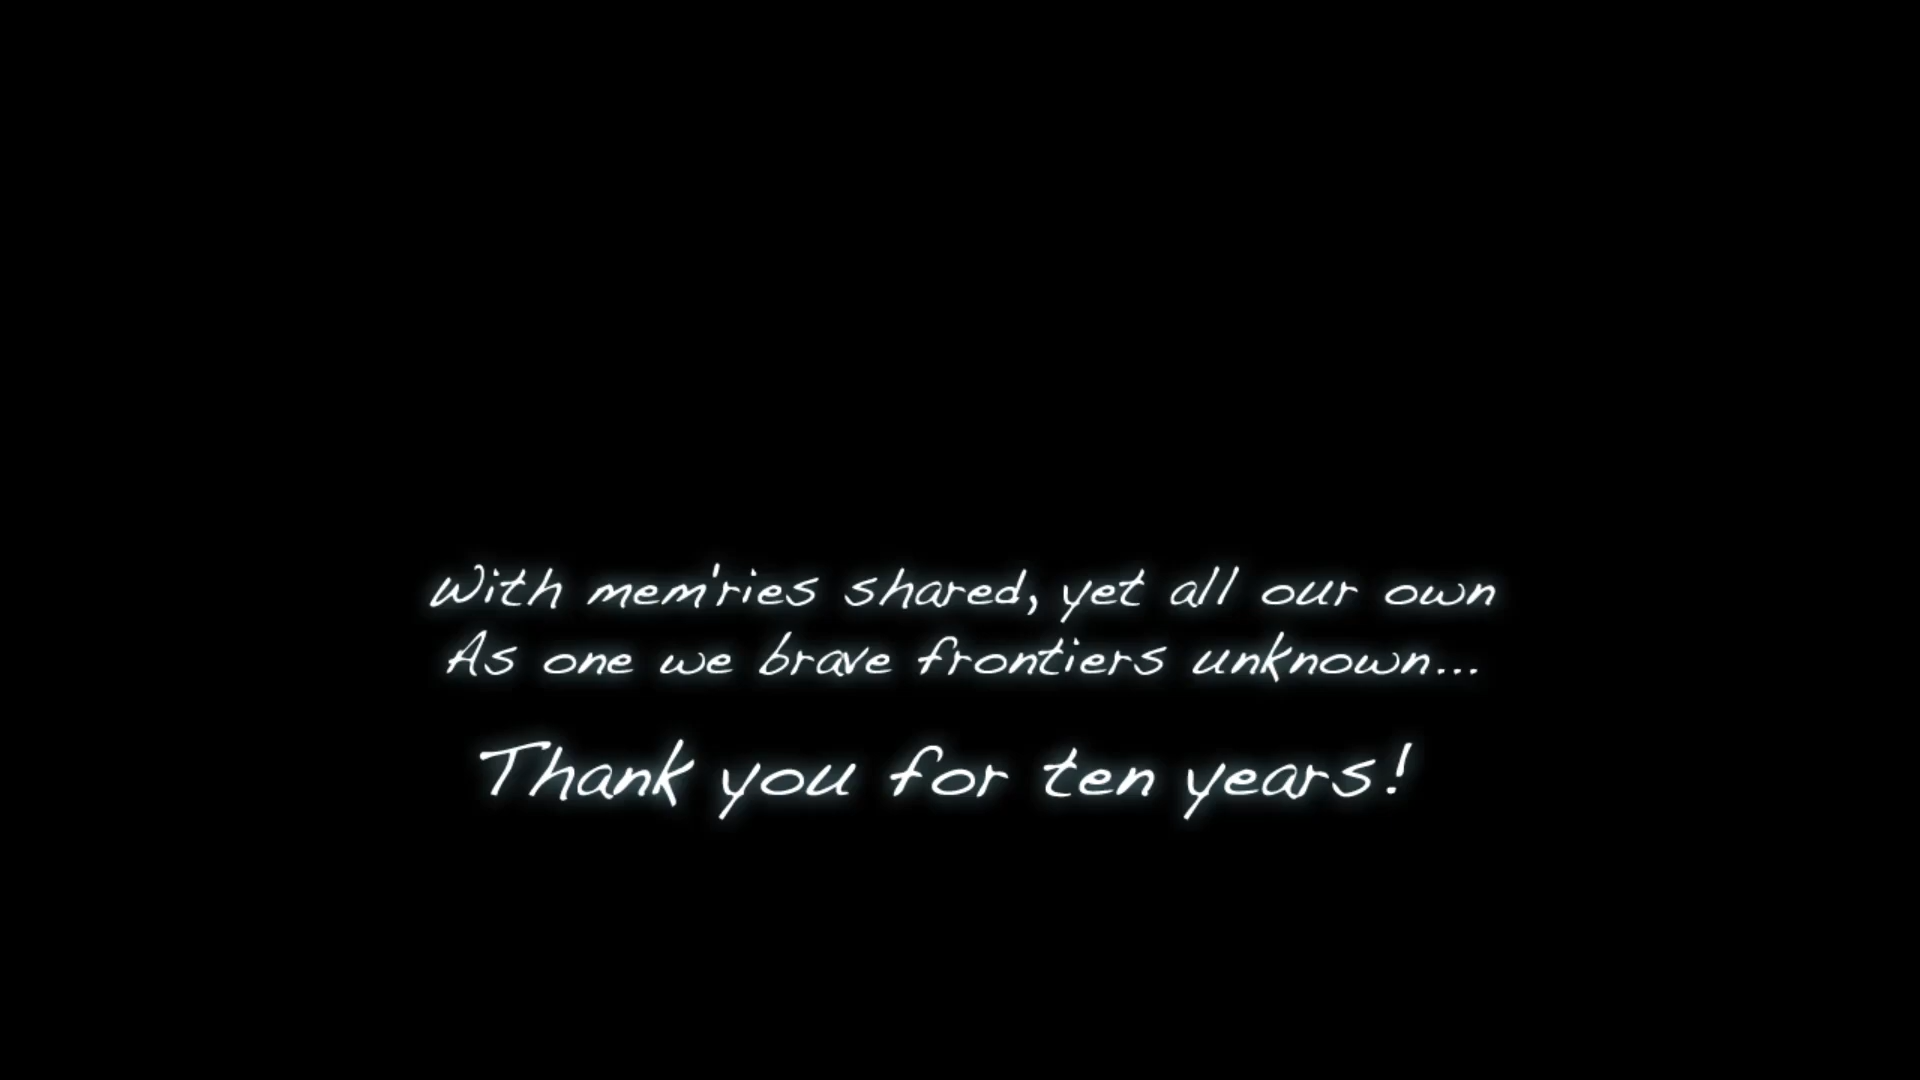 With mem'ries shared, yet all our own
As one we brave frontiers unknown...
Thank you for ten years!